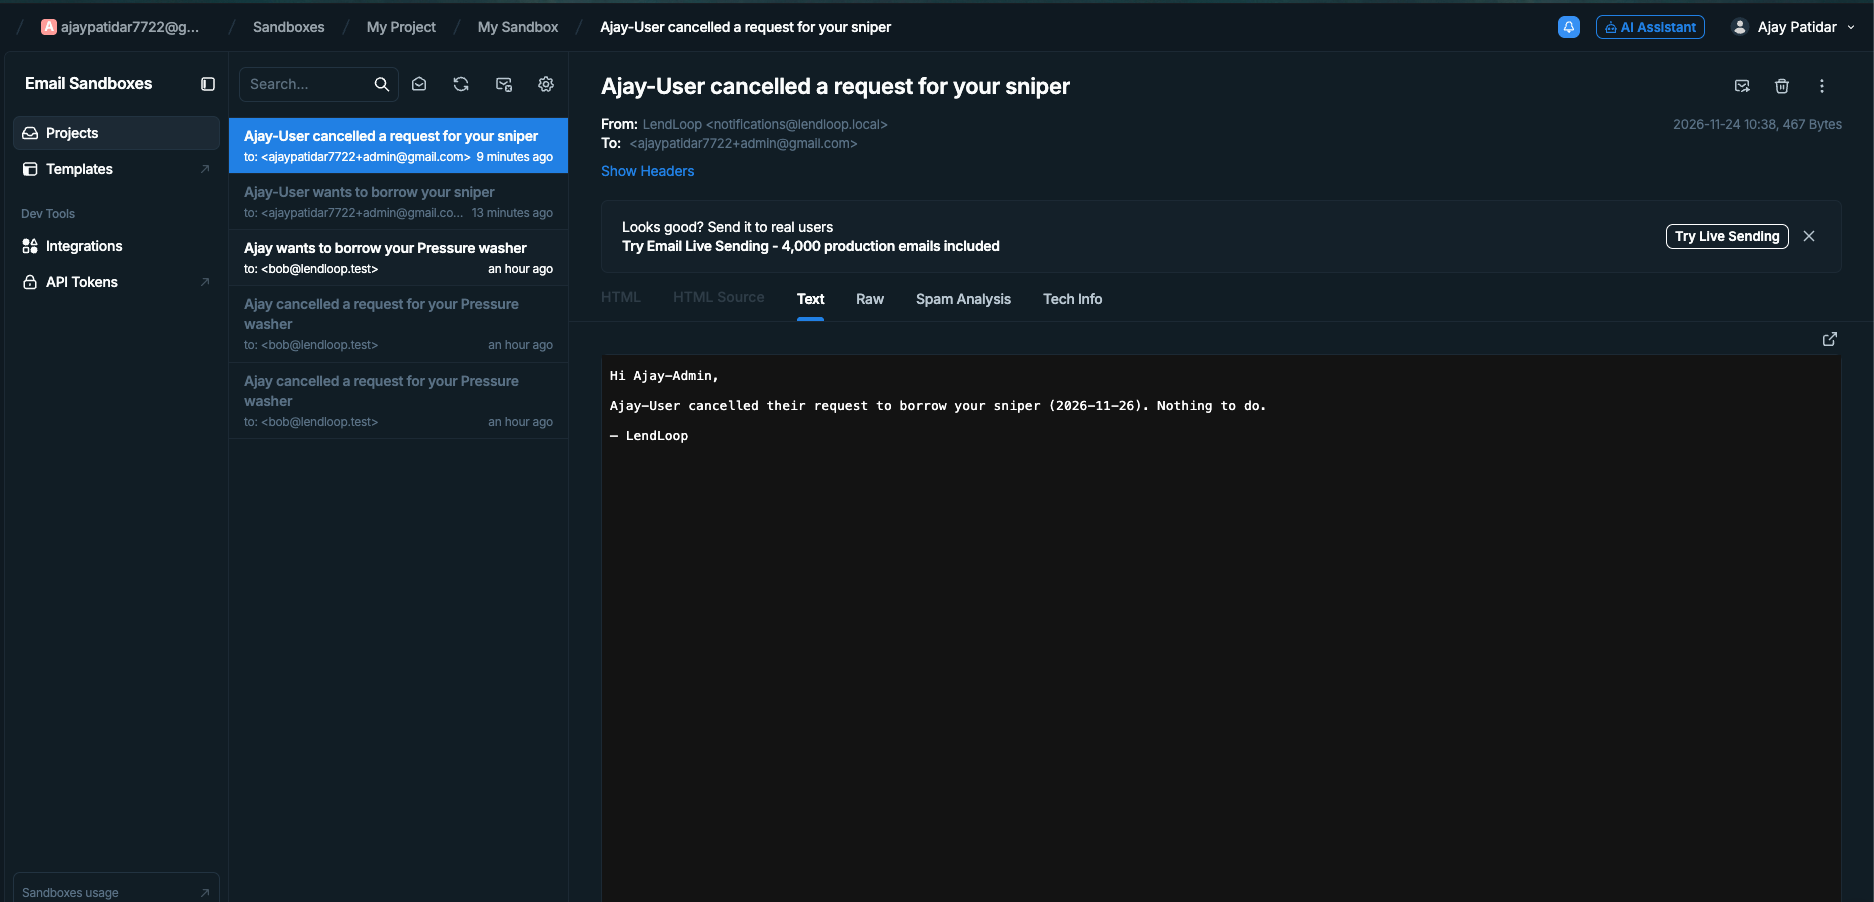 / A ajaypatidar7722@g... / Sandboxes / My Project / My Sandbox / Ajay-User cancelled a request for your sniper
AI Assistant
Ajay Patidar
Email Sandboxes
Projects
Templates
Dev Tools
Integrations
API Tokens
Sandboxes usage
Search...
Ajay-User cancelled a request for your sniper
to: <ajaypatidar7722+admin@gmail.com> 9 minutes ago
Ajay-User wants to borrow your sniper
to: <ajaypatidar7722+admin@gmail.co... 13 minutes ago
Ajay wants to borrow your Pressure washer
to: <bob@lendloop.test> an hour ago
Ajay cancelled a request for your Pressure
washer
to: <bob@lendloop.test> an hour ago
Ajay cancelled a request for your Pressure
washer
to: <bob@lendloop.test> an hour ago
Ajay-User cancelled a request for your sniper
From: LendLoop <notifications@lendloop.local>
2026-11-24 10:38, 467 Bytes
To: <ajaypatidar7722+admin@gmail.com>
Show Headers
Looks good? Send it to real users
Try Email Live Sending - 4,000 production emails included
Try Live Sending
HTML HTML Source Text Raw Spam Analysis Tech Info
Hi Ajay-Admin,
Ajay-User cancelled their request to borrow your sniper (2026-11-26). Nothing to do.
— LendLoop